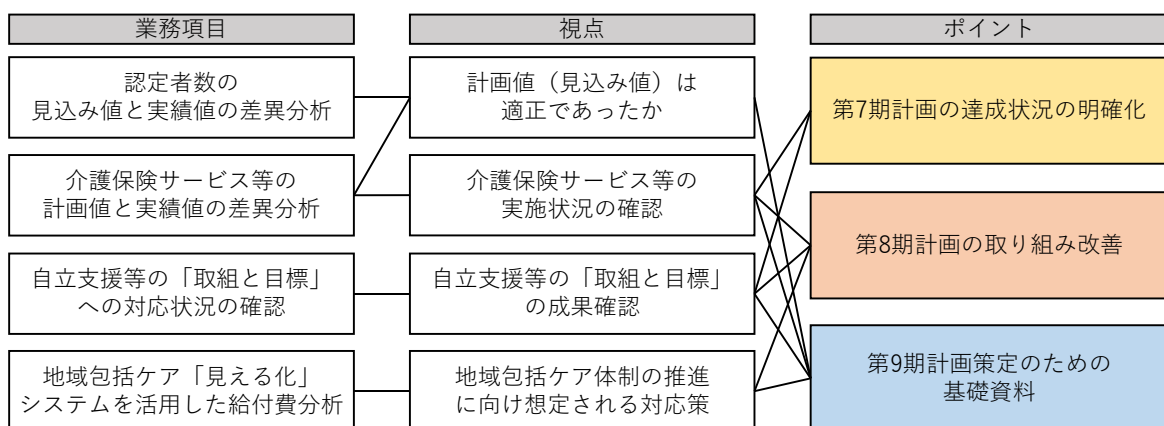 業務項目
視点
ポイント
認定者数の
見込み値と実績値の差異分析
計画値（見込み値）は
適正であったか
第7期計画の達成状況の明確化
介護保険サービス等の
計画値と実績値の差異分析
介護保険サービス等の
実施状況の確認
第8期計画の取り組み改善
自立支援等の「取組と目標」
への対応状況の確認
自立支援等の「取組と目標」
の成果確認
第9期計画策定のための
基礎資料
地域包括ケア「見える化」
システムを活用した給付費分析
地域包括ケア体制の推進
に向け想定される対応策